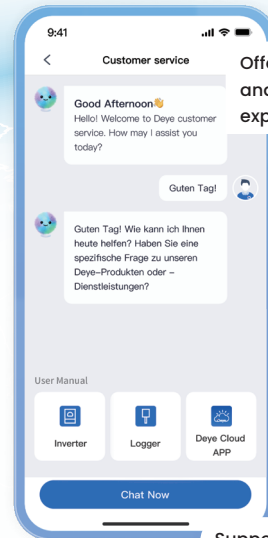 9:41
Customer service
Offe
and
exp
Good Afternoon👋
Hello! Welcome to Deye customer
service. How may I assist you
today?
Guten Tag!
Guten Tag! Wie kann ich Ihnen
heute helfen? Haben Sie eine
spezifische Frage zu unseren
Deye-Produkten oder –
Dienstleistungen?
User Manual
Inverter
Logger
Deye Cloud
APP
Chat Now
Suppo